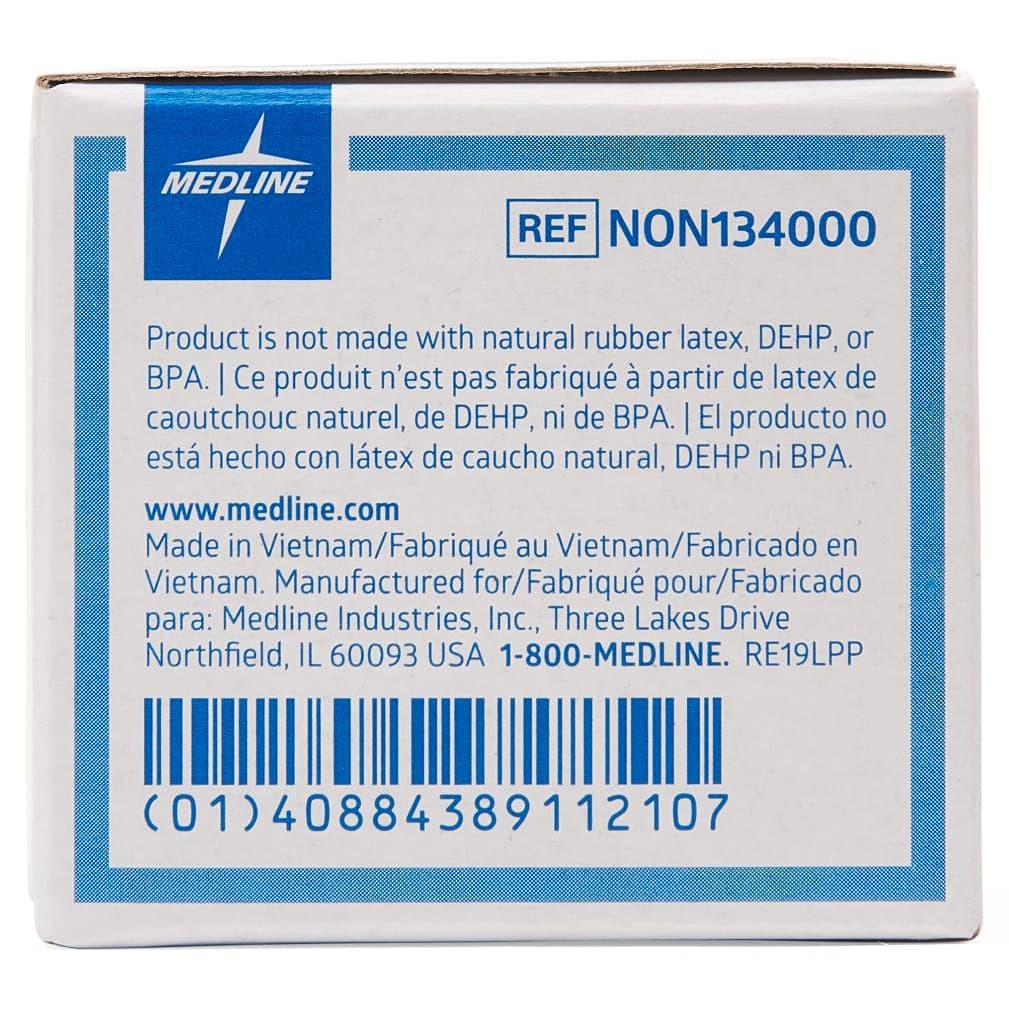 MEDLINE
REF NON134000
Product is not made with natural rubber latex, DEHP, or
BPA. | Ce produit n'est pas fabriqué à partir de latex de
caoutchouc naturel, de DEHP, ni de BPA. | El producto no
está hecho con látex de caucho natural, DEHP ni BPA.
www.medline.com
Made in Vietnam/Fabriqué au Vietnam/Fabricado en
Vietnam. Manufactured for/Fabriqué pour/Fabricado
para: Medline Industries, Inc., Three Lakes Drive
Northfield, IL 60093 USA 1-800-MEDLINE. RE19LPP
(01)40884389112107